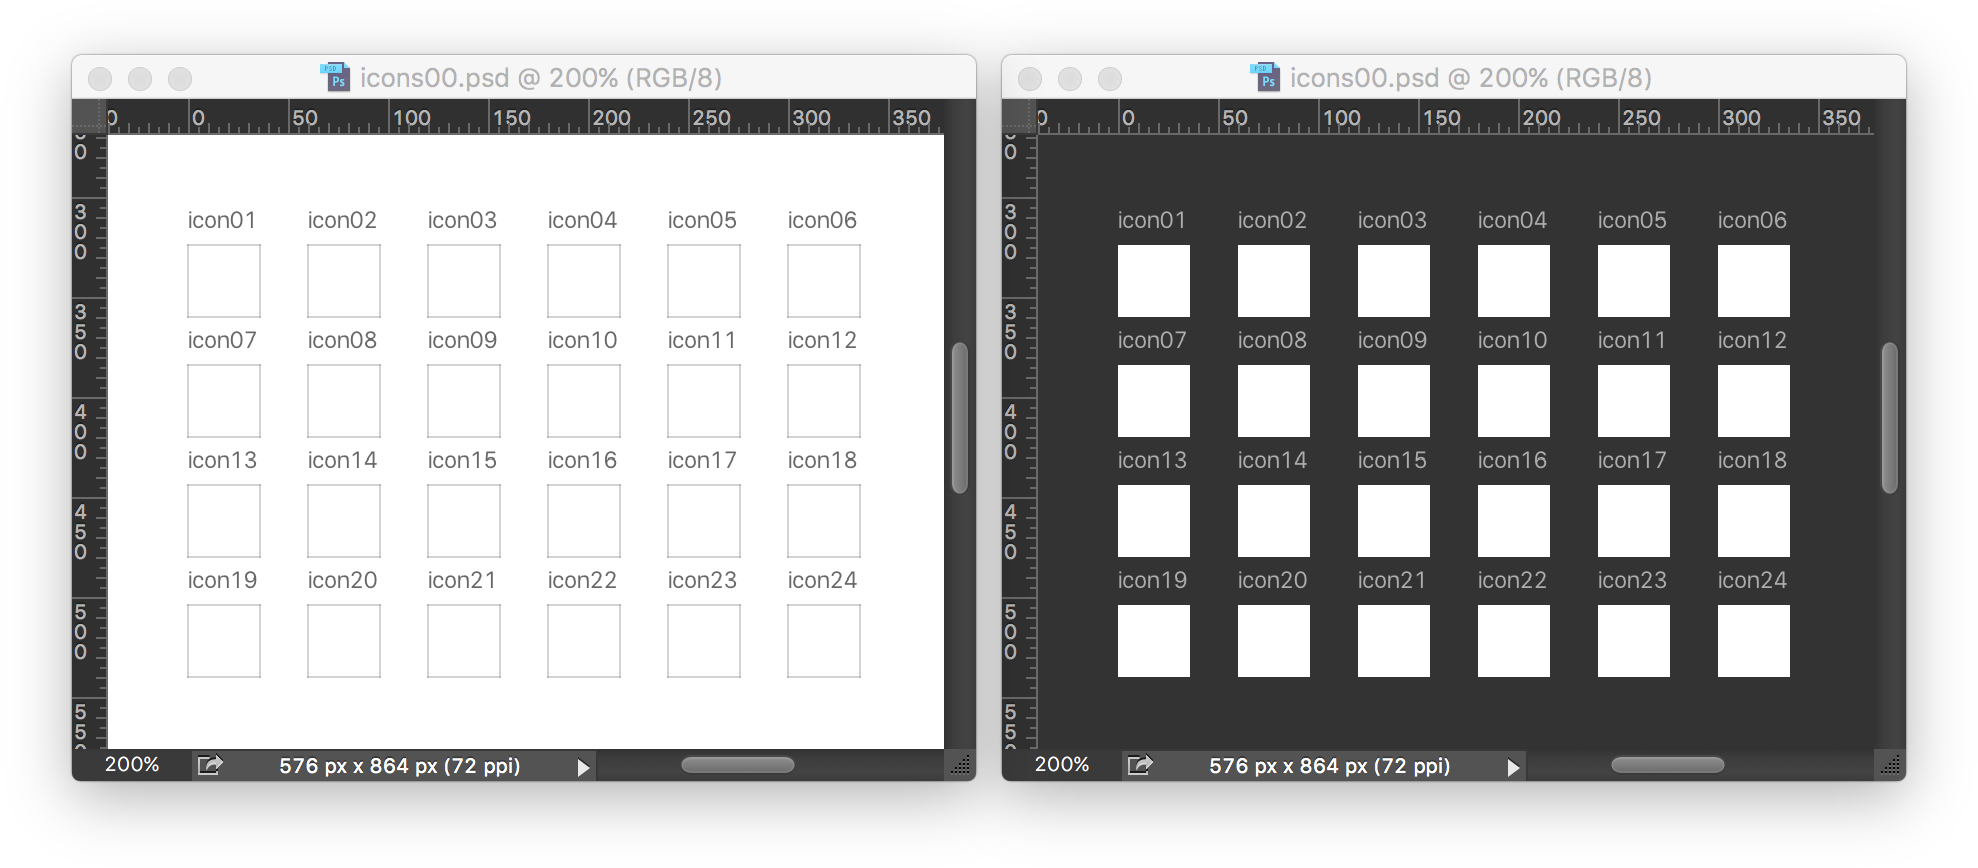 icons00.psd @ 200% (RGB/8)
0 0 50 100 150 200 250 300 350
0
300
350
400
450
500
550
icon01 icon02 icon03 icon04 icon05 icon06
icon07 icon08 icon09 icon10 icon11 icon12
icon13 icon14 icon15 icon16 icon17 icon18
icon19 icon20 icon21 icon22 icon23 icon24
200% 576 px x 864 px (72 ppi)
icons00.psd @ 200% (RGB/8)
0 0 50 100 150 200 250 300 350
0
300
350
400
450
500
550
icon01 icon02 icon03 icon04 icon05 icon06
icon07 icon08 icon09 icon10 icon11 icon12
icon13 icon14 icon15 icon16 icon17 icon18
icon19 icon20 icon21 icon22 icon23 icon24
200% 576 px x 864 px (72 ppi)